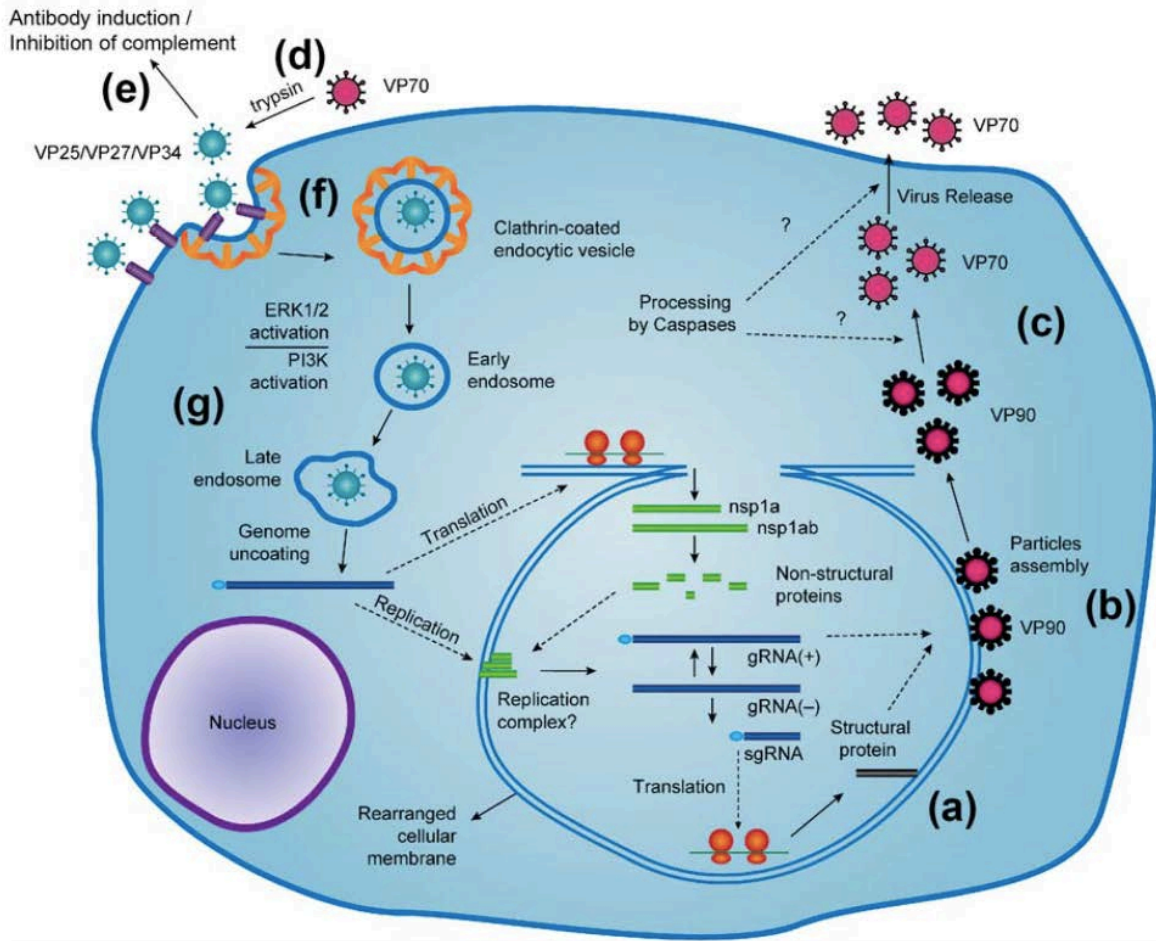 Antibody induction /
Inhibition of complement
(d)
(e)
trypsin
VP70
VP25/VP27/VP34
(f)
Clathrin-coated
endocytic vesicle
ERK1/2
activation
PI3K
activation
Early
endosome
(g)
Late
endosome
Genome
uncoating
Translation
Replication
Nucleus
Replication
complex?
Rearranged
cellular
membrane
nsp1a
nsp1ab
Non-structural
proteins
gRNA(+)
gRNA(–)
sgRNA
Translation
Structural
protein
(a)
Particles
assembly
(b)
VP90
VP90
Processing
by Caspases
?
?
(c)
VP70
Virus Release
VP70